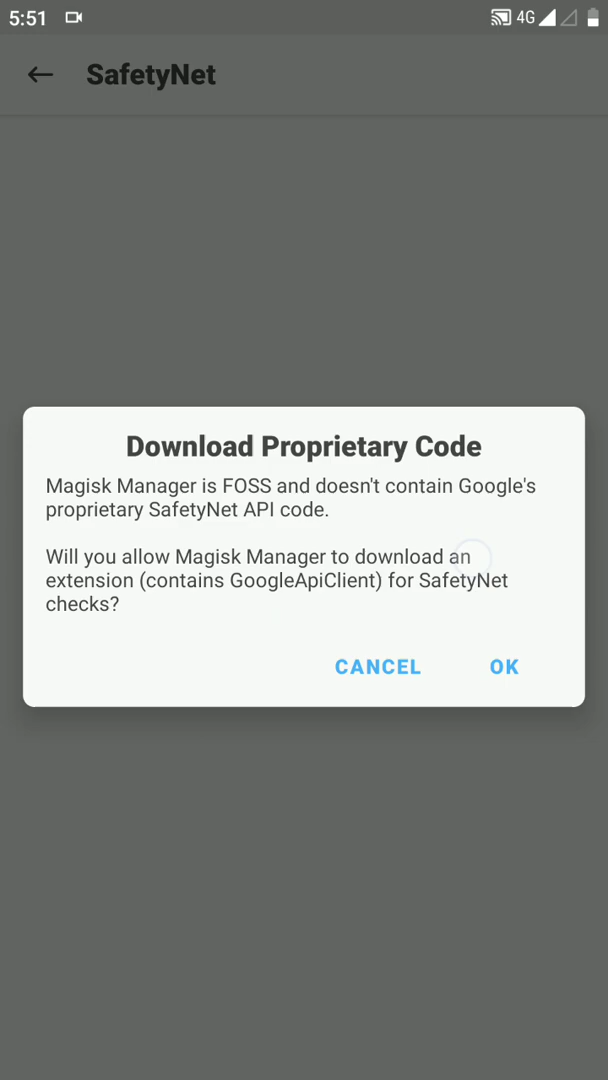 5:51
4G
SafetyNet
Download Proprietary Code
Magisk Manager is FOSS and doesn't contain Google's
proprietary SafetyNet API code.
Will you allow Magisk Manager to download an
extension (contains GoogleApiClient) for SafetyNet
checks?
CANCEL OK